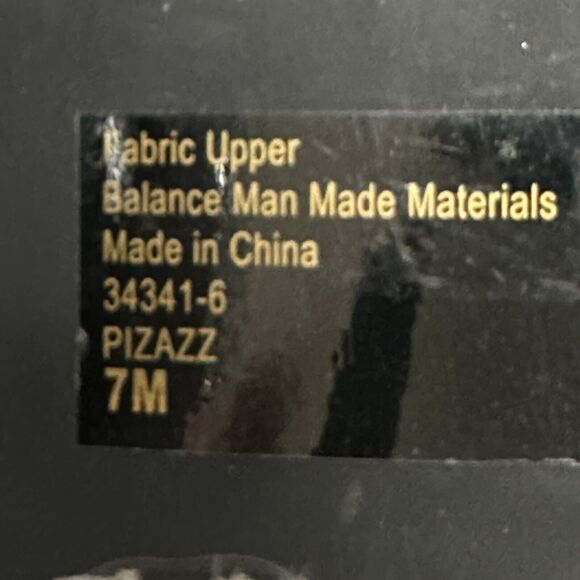 Fabric Upper
Balance Man Made Materials
Made in China
34341-6
PIZAZZ
7M